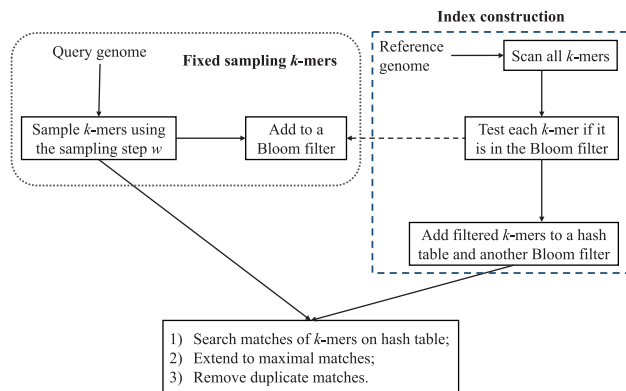 Index construction
Query genome
Fixed sampling k-mers
Reference
genome
Scan all k-mers
Sample k-mers using
the sampling step w
Add to a
Bloom filter
Test each k-mer if it
is in the Bloom filter
Add filtered k-mers to a hash
table and another Bloom filter
1) Search matches of k-mers on hash table;
2) Extend to maximal matches;
3) Remove duplicate matches.